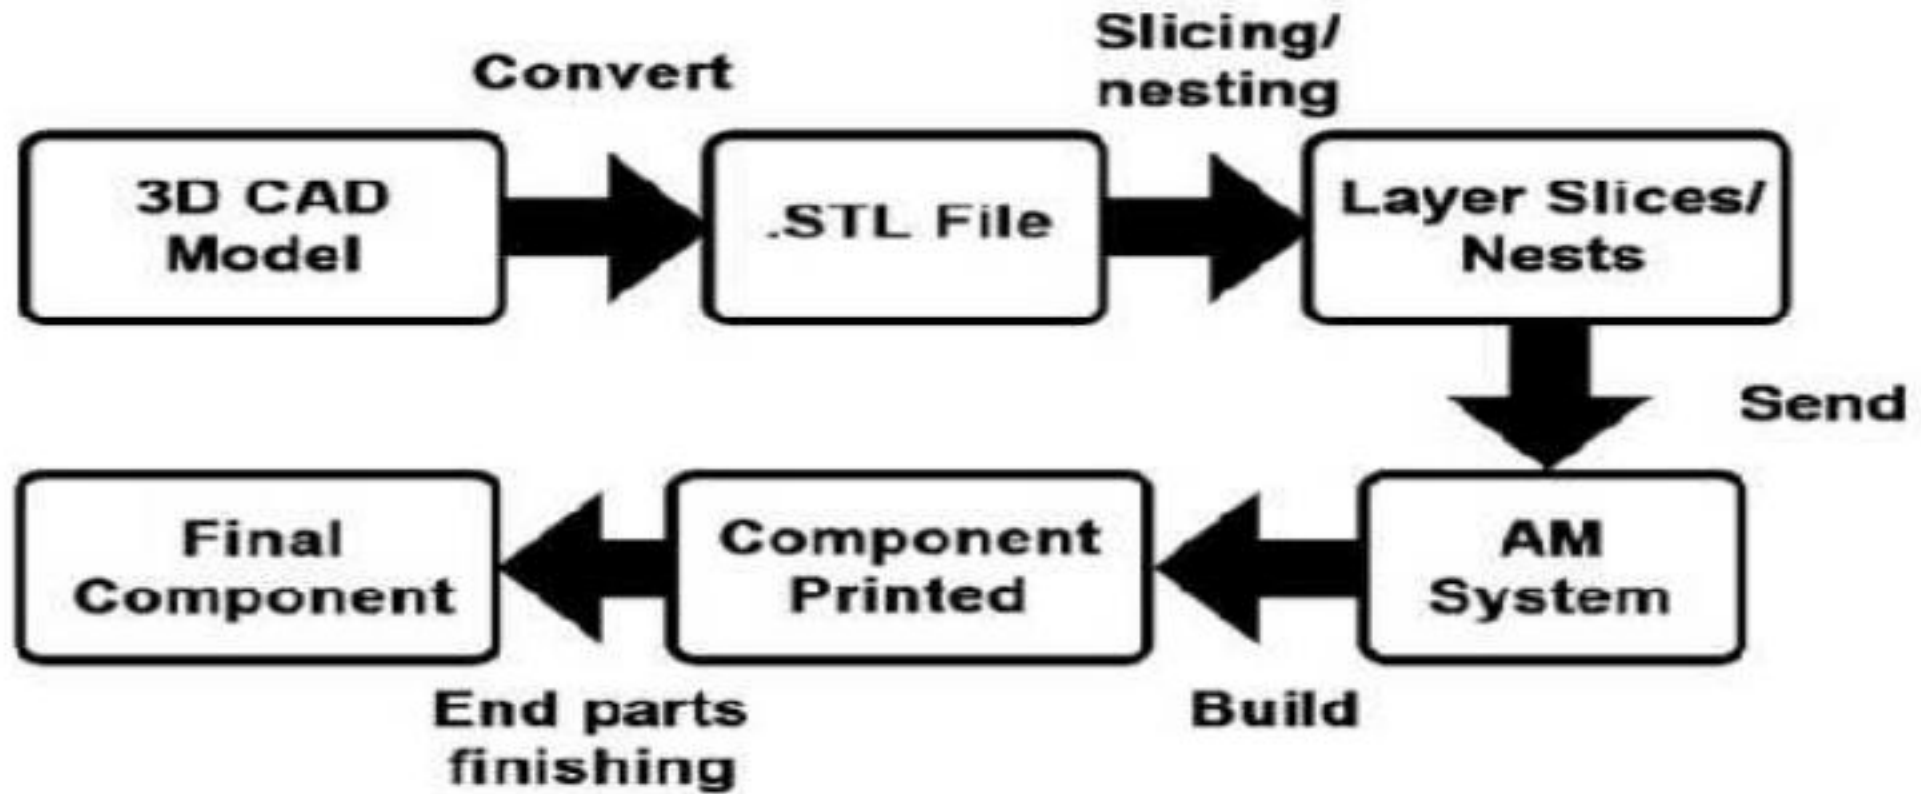 Convert
Slicing/
nesting
3D CAD
Model
.STL File
Layer Slices/
Nests
Send
AM
System
Build
Component
Printed
End parts
finishing
Final
Component